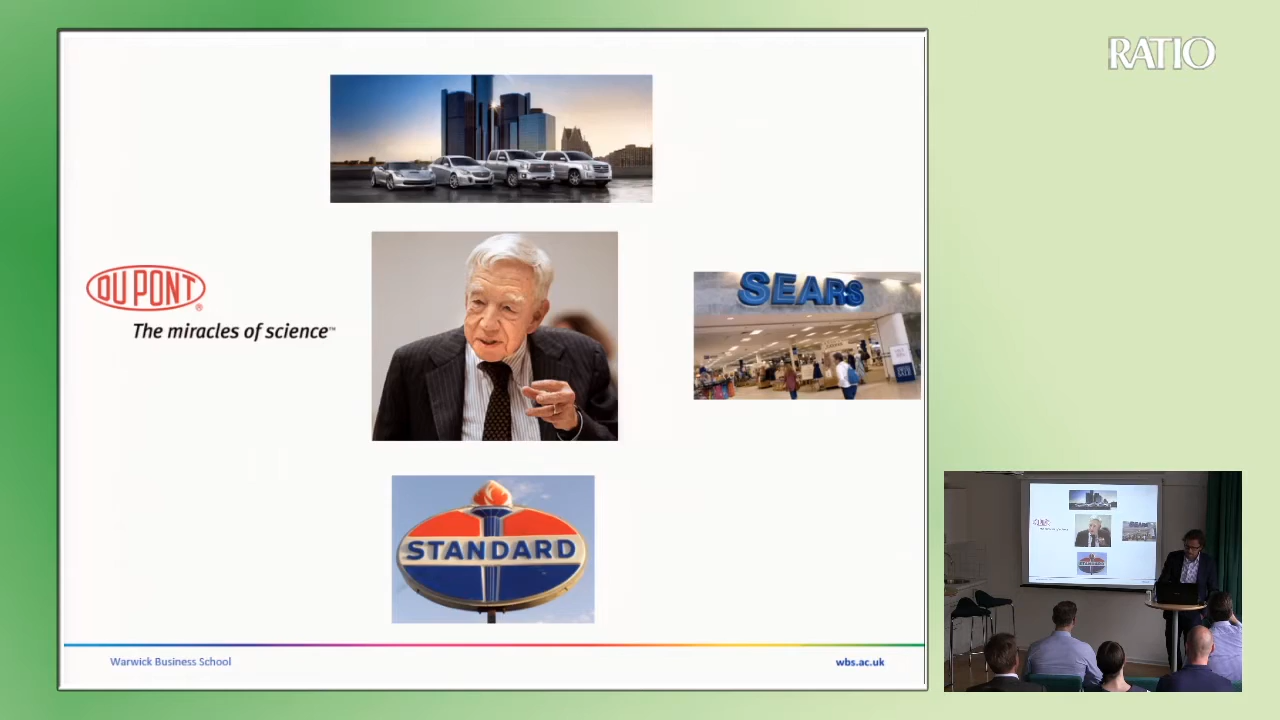 RATIO
DU PONT®
The miracles of science™
SEARS
STANDARD
Warwick Business School
wbs.ac.uk